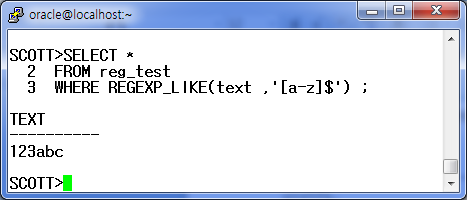 oracle@localhost:~
SCOTT>SELECT *
  2  FROM reg_test
  3  WHERE REGEXP_LIKE(text ,'[a-z]$') ;
TEXT
----------
123abc
SCOTT>